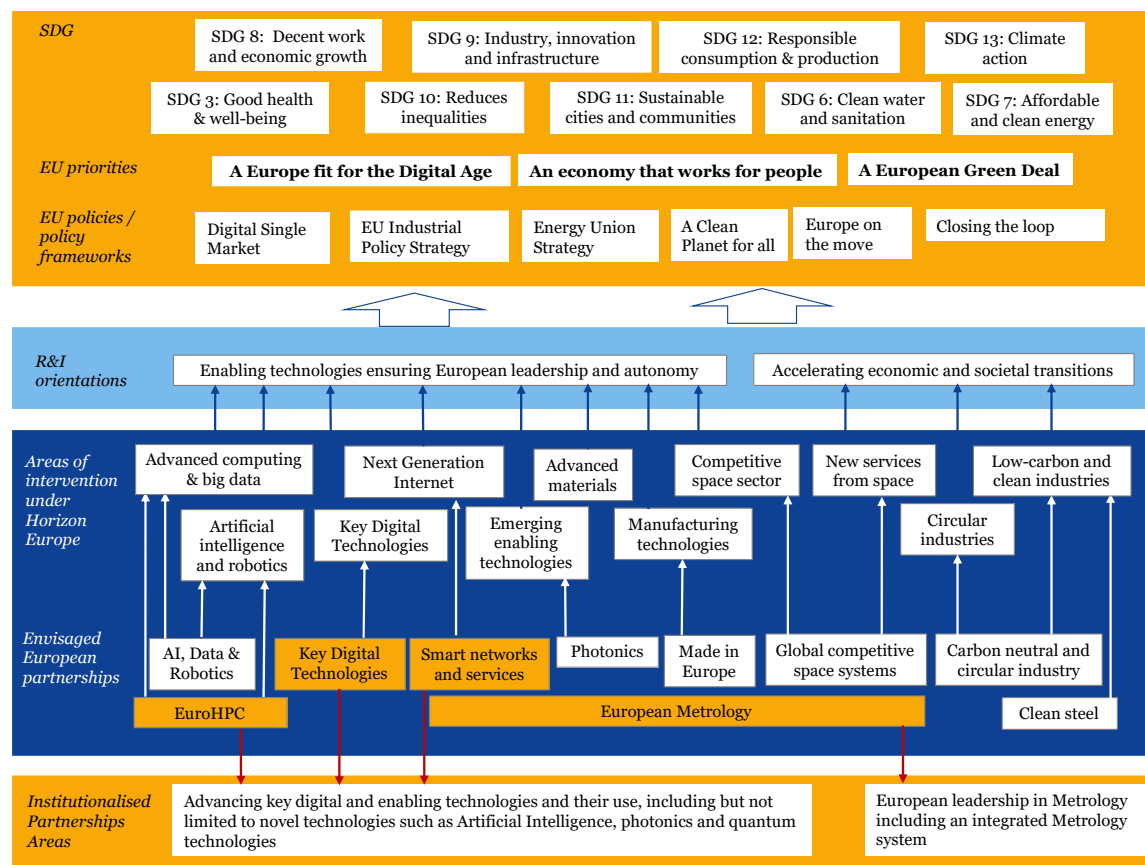 SDG
SDG 8:  Decent work
and economic growth
SDG 9: Industry, innovation
and infrastructure
SDG 12: Responsible
consumption & production
SDG 13: Climate
action
SDG 3: Good health
& well-being
SDG 10: Reduces
inequalities
SDG 11: Sustainable
cities and communities
SDG 6: Clean water
and sanitation
SDG 7: Affordable
and clean energy
EU priorities
A Europe fit for the Digital Age
An economy that works for people
A European Green Deal
EU policies /
policy
frameworks
Digital Single
Market
EU Industrial
Policy Strategy
Energy Union
Strategy
A Clean
Planet for all
Europe on
the move
Closing the loop
R&I
orientations
Enabling technologies ensuring European leadership and autonomy
Accelerating economic and societal transitions
Areas of
intervention
under
Horizon
Europe
Advanced computing
& big data
Next Generation
Internet
Advanced
materials
Competitive
space sector
New services
from space
Low-carbon and
clean industries
Artificial
intelligence
and robotics
Key Digital
Technologies
Emerging
enabling
technologies
Manufacturing
technologies
Circular
industries
Envisaged
European
partnerships
AI, Data &
Robotics
Key Digital
Technologies
Smart networks
and services
Photonics
Made in
Europe
Global competitive
space systems
Carbon neutral and
circular industry
EuroHPC
European Metrology
Clean steel
Institutionalised
Partnerships
Areas
Advancing key digital and enabling technologies and their use, including but not
limited to novel technologies such as Artificial Intelligence, photonics and quantum
technologies
European leadership in Metrology
including an integrated Metrology
system